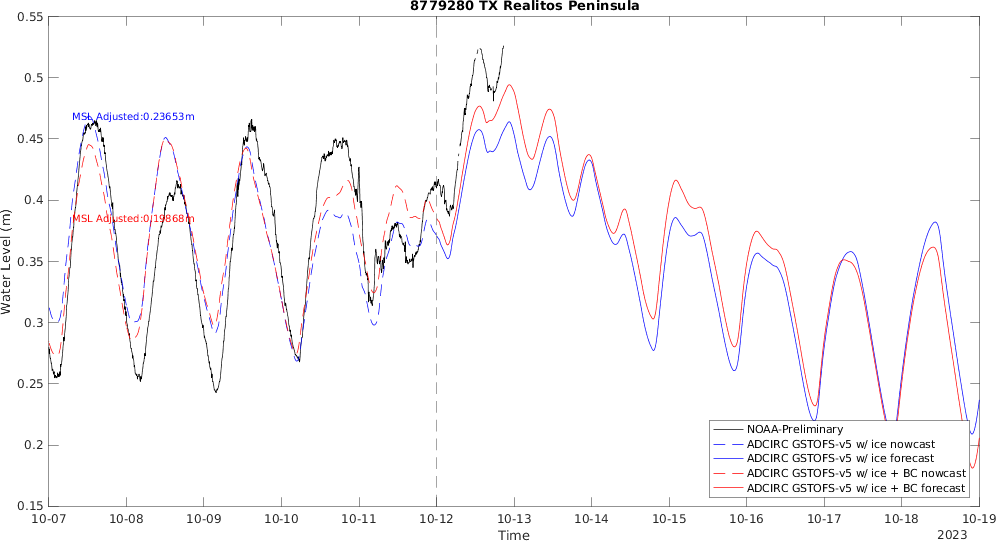 8779280 TX Realitos Peninsula
0.55
0.5
0.45
0.4
0.35
0.3
0.25
0.2
0.15
Water Level (m)
MSL Adjusted:0.23653m
MSL Adjusted:0.19868m
NOAA-Preliminary
ADCIRC GSTOFS-v5 w/ ice nowcast
ADCIRC GSTOFS-v5 w/ ice forecast
ADCIRC GSTOFS-v5 w/ ice + BC nowcast
ADCIRC GSTOFS-v5 w/ ice + BC forecast
10-07 10-08 10-09 10-10 10-11 10-12 10-13 10-14 10-15 10-16 10-17 10-18 10-19
Time
2023